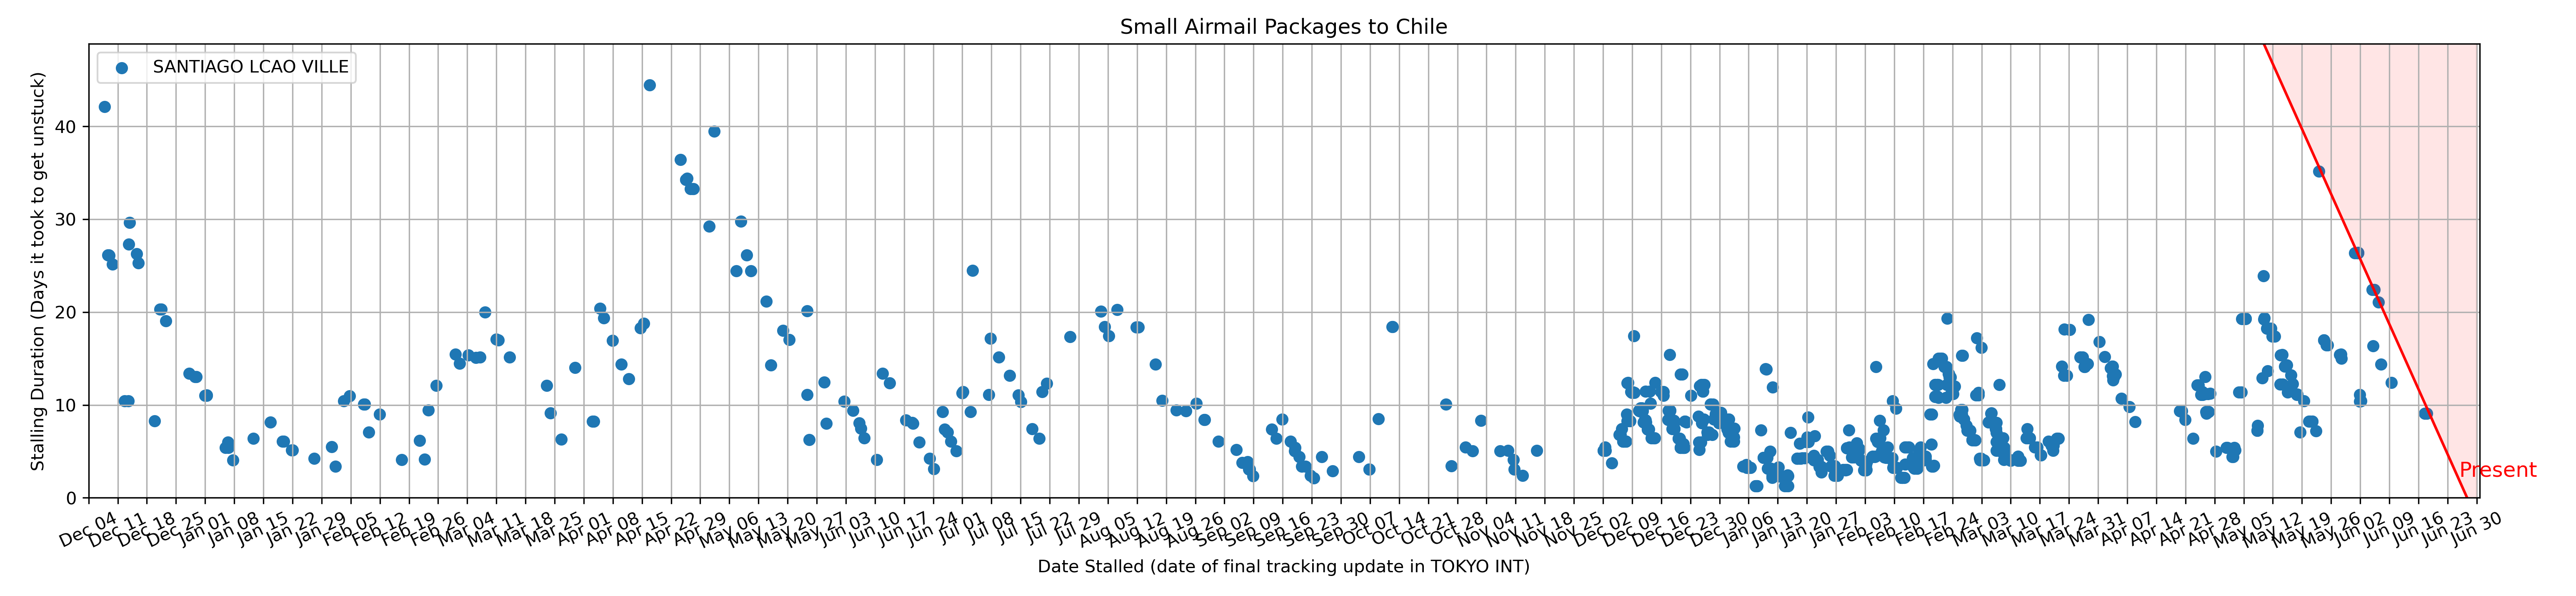 Small Airmail Packages to Chile
SANTIAGO LCAO VILLE
Stalling Duration (Days it took to get unstuck)
40
30
20
10
0
Present
Dec 04
Dec 11
Dec 18
Dec 25
Jan 01
Jan 08
Jan 15
Jan 22
Jan 29
Feb 05
Feb 12
Feb 19
Feb 26
Mar 04
Mar 11
Mar 18
Mar 25
Apr 01
Apr 08
Apr 15
Apr 22
Apr 29
May 06
May 13
May 20
May 27
Jun 03
Jun 10
Jun 17
Jun 24
Jul 01
Jul 08
Jul 15
Jul 22
Jul 29
Aug 05
Aug 12
Aug 19
Aug 26
Sep 02
Sep 09
Sep 16
Sep 23
Sep 30
Oct 07
Oct 14
Oct 21
Oct 28
Nov 04
Nov 11
Nov 18
Nov 25
Dec 02
Dec 09
Dec 16
Dec 23
Dec 30
Jan 06
Jan 13
Jan 20
Jan 27
Feb 03
Feb 10
Feb 17
Feb 24
Mar 03
Mar 10
Mar 17
Mar 24
Mar 31
Apr 07
Apr 14
Apr 21
Apr 28
May 05
May 12
May 19
May 26
Jun 02
Jun 09
Jun 16
Jun 23
Jun 30
Date Stalled (date of final tracking update in TOKYO INT)